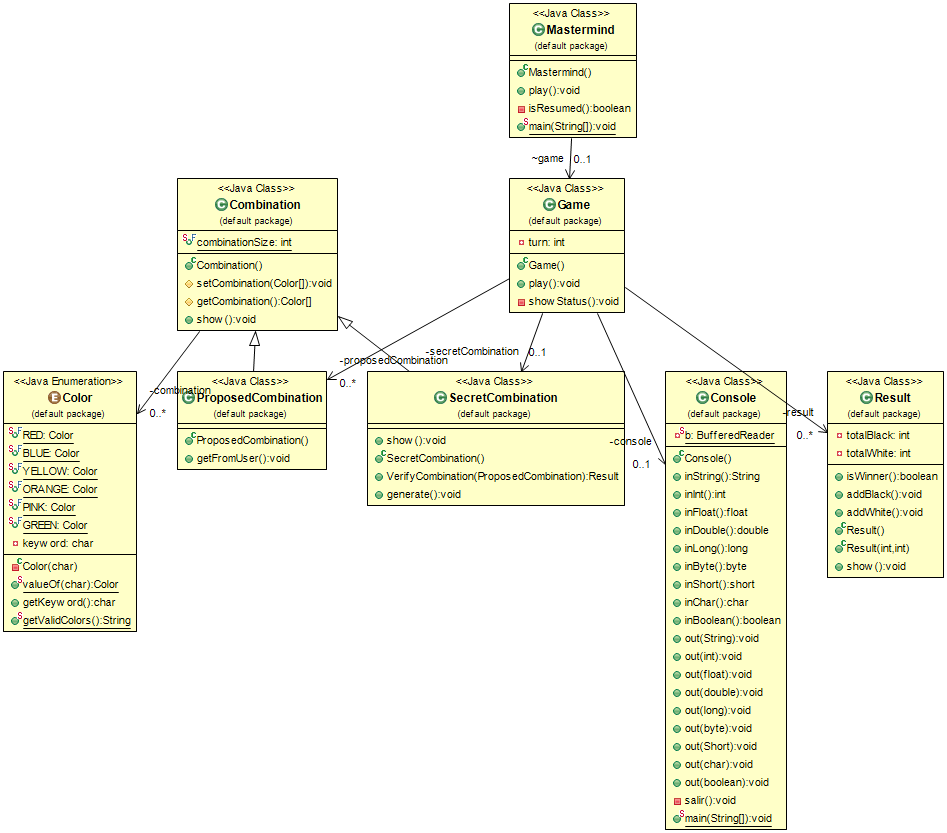 <<Java Class>>
Mastermind
(default package)
Mastermind()
play():void
isResumed():boolean
main(String[]):void
~game 0..1
<<Java Class>>
Combination
(default package)
combinationSize: int
Combination()
setCombination(Color[]):void
getCombination():Color[]
show():void
<<Java Class>>
Game
(default package)
turn: int
Game()
play():void
showStatus():void
-combination
0..*
-proposedCombination
0..*
-secretCombination 0..1
-console
0..1
-result
0..*
<<Java Enumeration>>
Color
(default package)
RED: Color
BLUE: Color
YELLOW: Color
ORANGE: Color
PINK: Color
GREEN: Color
keyword: char
Color(char)
valueOf(char):Color
getKeyword():char
getValidColors():String
<<Java Class>>
ProposedCombination
(default package)
ProposedCombination()
getFromUser():void
<<Java Class>>
SecretCombination
(default package)
show():void
SecretCombination()
VerifyCombination(ProposedCombination):Result
generate():void
<<Java Class>>
Console
(default package)
b: BufferedReader
Console()
inString():String
inInt():int
inFloat():float
inDouble():double
inLong():long
inByte():byte
inShort():short
inChar():char
inBoolean():boolean
out(String):void
out(int):void
out(float):void
out(double):void
out(long):void
out(byte):void
out(Short):void
out(char):void
out(boolean):void
salir():void
main(String[]):void
<<Java Class>>
Result
(default package)
totalBlack: int
totalWhite: int
isWinner():boolean
addBlack():void
addWhite():void
Result()
Result(int,int)
show():void